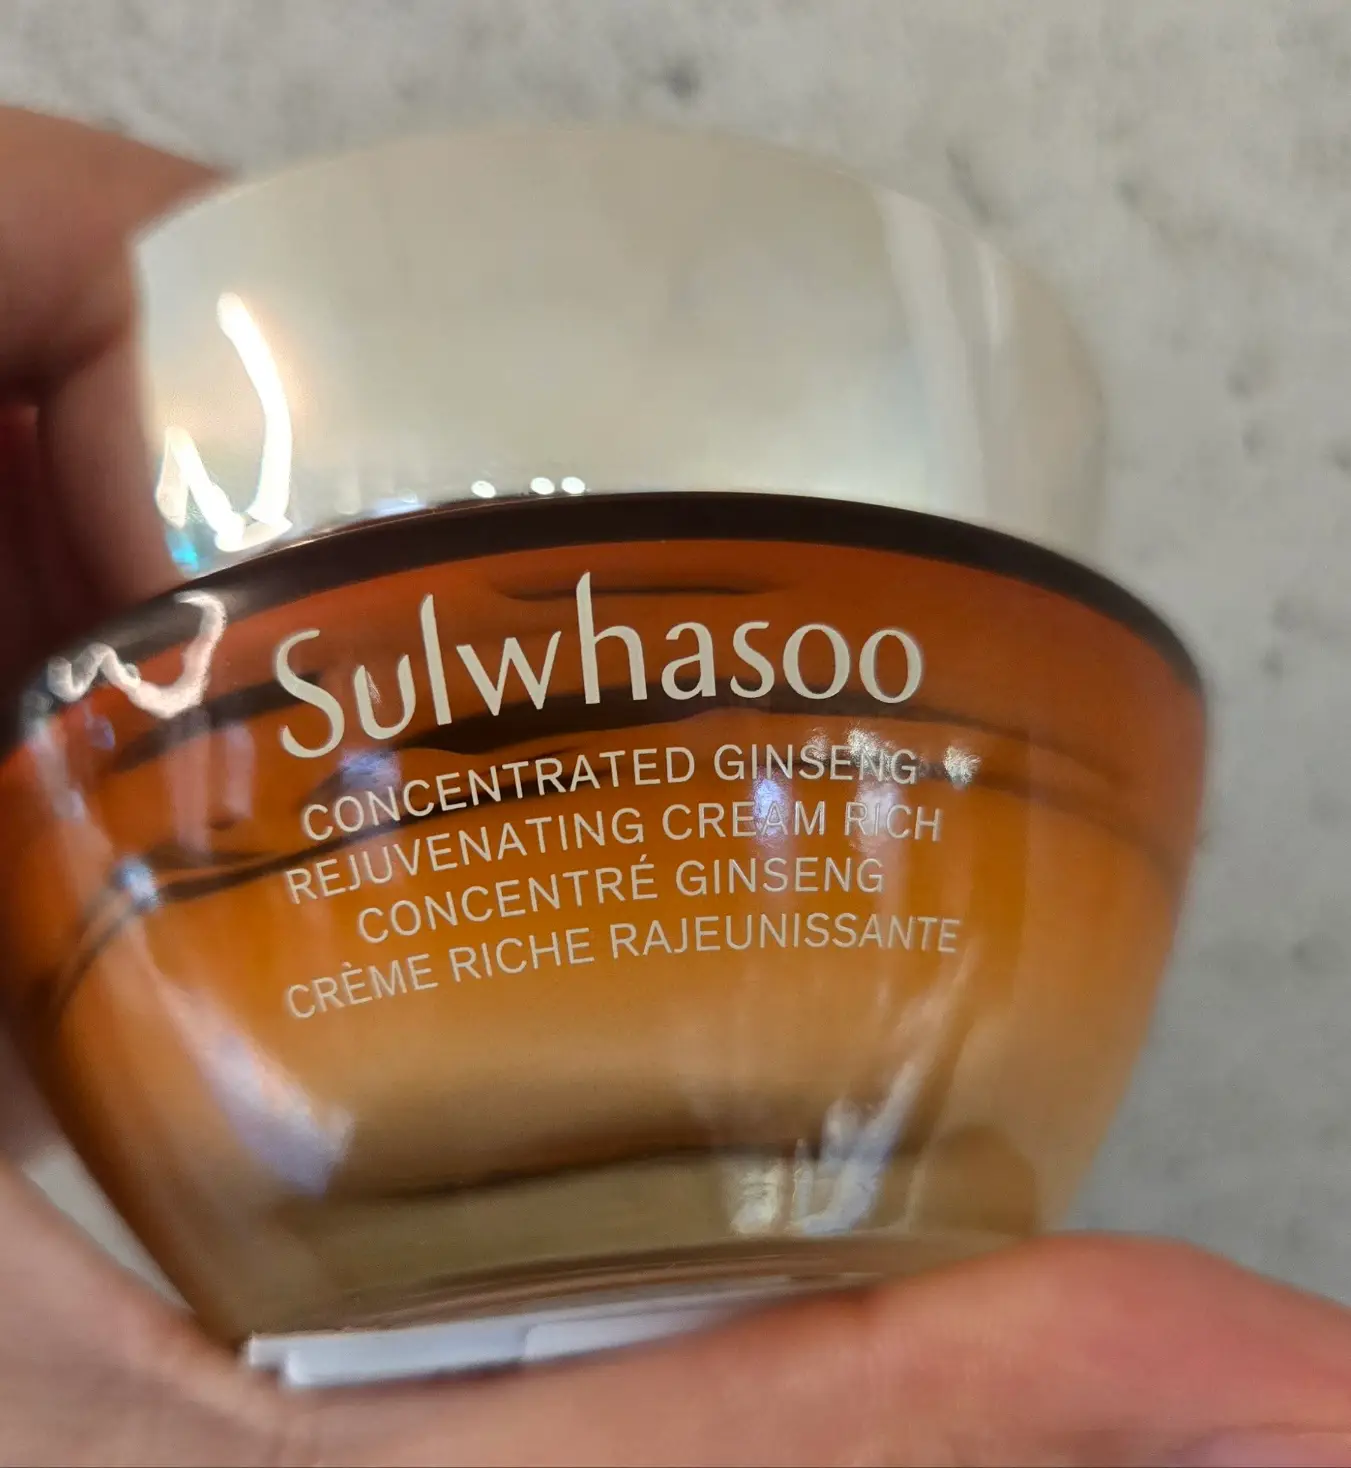 Sulwhasoo
CONCENTRATED GINSENG
REJUVENATING CREAM RICH
CONCENTRÉ GINSENG
CRÈME RICHE RAJEUNISSANTE